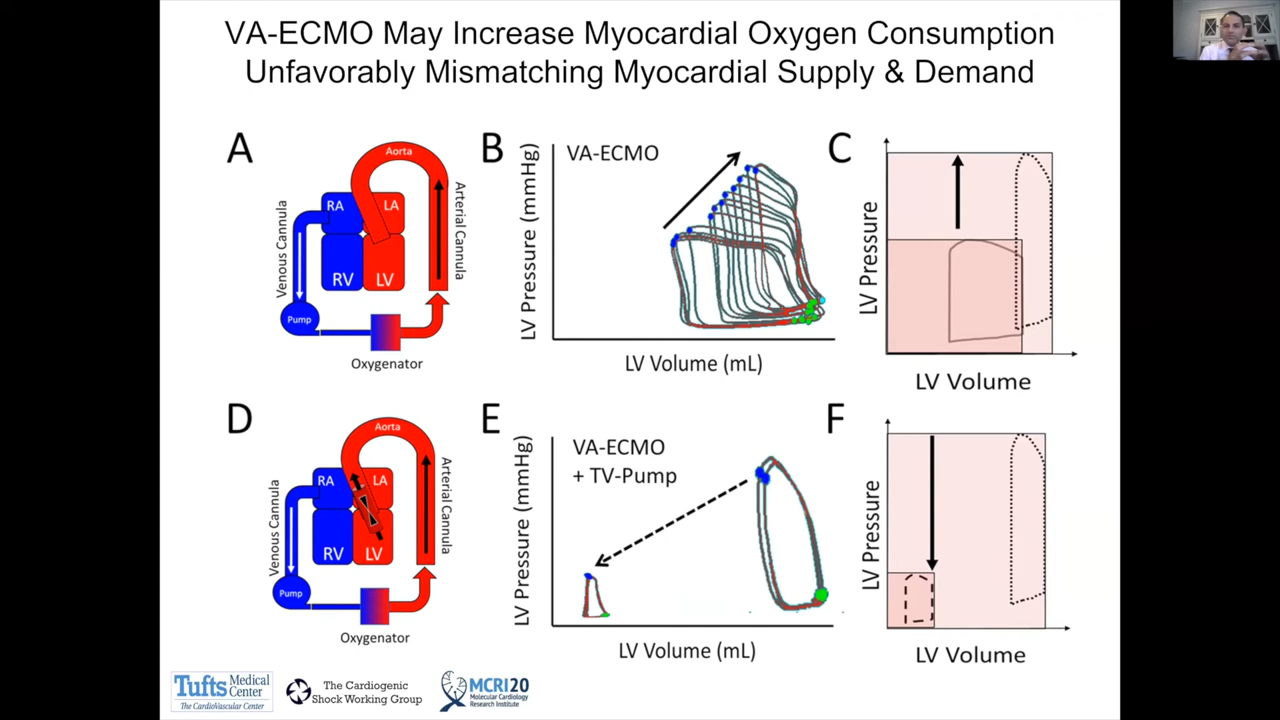 VA-ECMO May Increase Myocardial Oxygen Consumption
Unfavorably Mismatching Myocardial Supply & Demand
A
Aorta
RA
LA
RV
LV
Venous Cannula
Arterial Cannula
Pump
Oxygenator
B
VA-ECMO
LV Pressure (mmHg)
LV Volume (mL)
C
LV Pressure
LV Volume
D
Aorta
RA
LA
RV
LV
Venous Cannula
Arterial Cannula
Pump
Oxygenator
E
VA-ECMO
+ TV-Pump
LV Pressure (mmHg)
LV Volume (mL)
F
LV Pressure
LV Volume
Tufts Medical
Center
The CardioVascular Center
The Cardiogenic
Shock Working Group
MCRI20
Molecular Cardiology
Research Institute